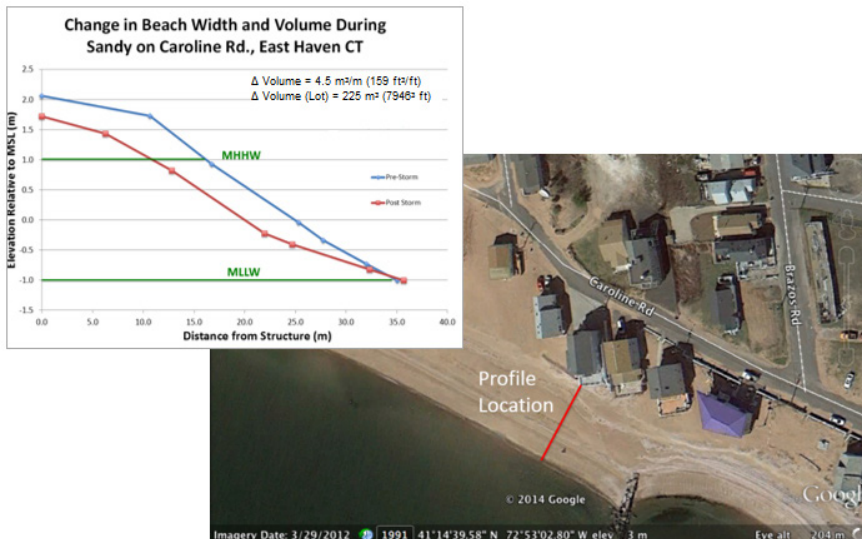 Change in Beach Width and Volume During
Sandy on Caroline Rd., East Haven CT
Δ Volume = 4.5 m³/m (159 ft³/ft)
Δ Volume (Lot) = 225 m³ (7946³ ft)
Elevation Relative to MSL (m)
2.5
2.0
1.5
1.0
0.5
0.0
-0.5
-1.0
-1.5
MHHW
MLLW
Pre-Storm
Post Storm
0.0 5.0 10.0 15.0 20.0 25.0 30.0 35.0 40.0
Distance from Structure (m)
Caroline Rd
Brazos Rd
Profile
Location
© 2014 Google
Google
Imagery Date: 3/29/2012 1991 41°14'39.58" N 72°53'02.80" W elev 3 m Eye alt 204 m